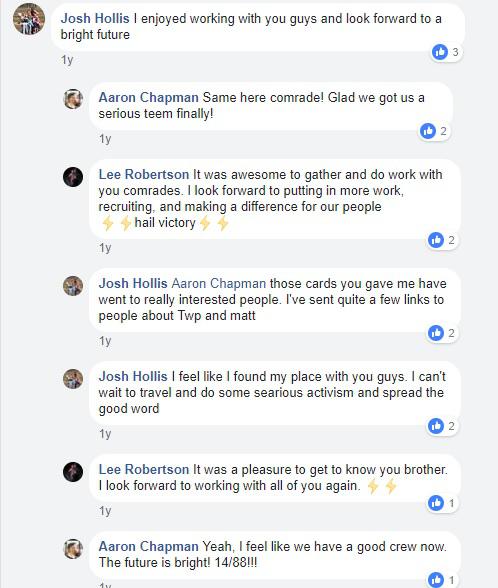 Josh Hollis I enjoyed working with you guys and look forward to a
bright future
3
1y
Aaron Chapman Same here comrade! Glad we got us a
serious teem finally!
2
1y
Lee Robertson It was awesome to gather and do work with
you comrades. I look forward to putting in more work,
recruiting, and making a difference for our people
⚡⚡hail victory⚡⚡
2
1y
Josh Hollis Aaron Chapman those cards you gave me have
went to really interested people. I've sent quite a few links to
people about Twp and matt
2
1y
Josh Hollis I feel like I found my place with you guys. I can't
wait to travel and do some searious activism and spread the
good word
2
1y
Lee Robertson It was a pleasure to get to know you brother.
I look forward to working with all of you again. ⚡⚡
1
1y
Aaron Chapman Yeah, I feel like we have a good crew now.
The future is bright! 14/88!!!
1
1y